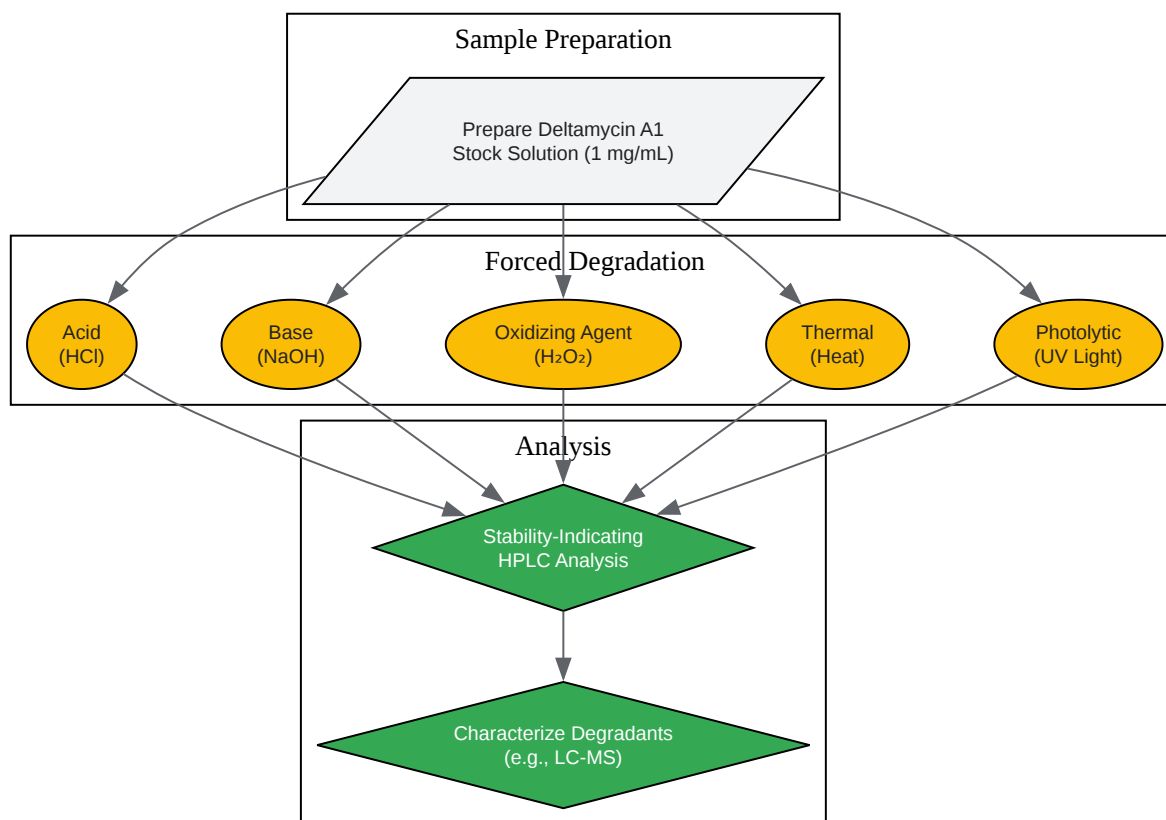 Sample Preparation
Prepare Deltamycin A1
Stock Solution (1 mg/mL)
Forced Degradation
Acid
(HCl)
Base
(NaOH)
Oxidizing Agent
(H₂O₂)
Thermal
(Heat)
Photolytic
(UV Light)
Analysis
Stability-Indicating
HPLC Analysis
Characterize Degradants
(e.g., LC-MS)